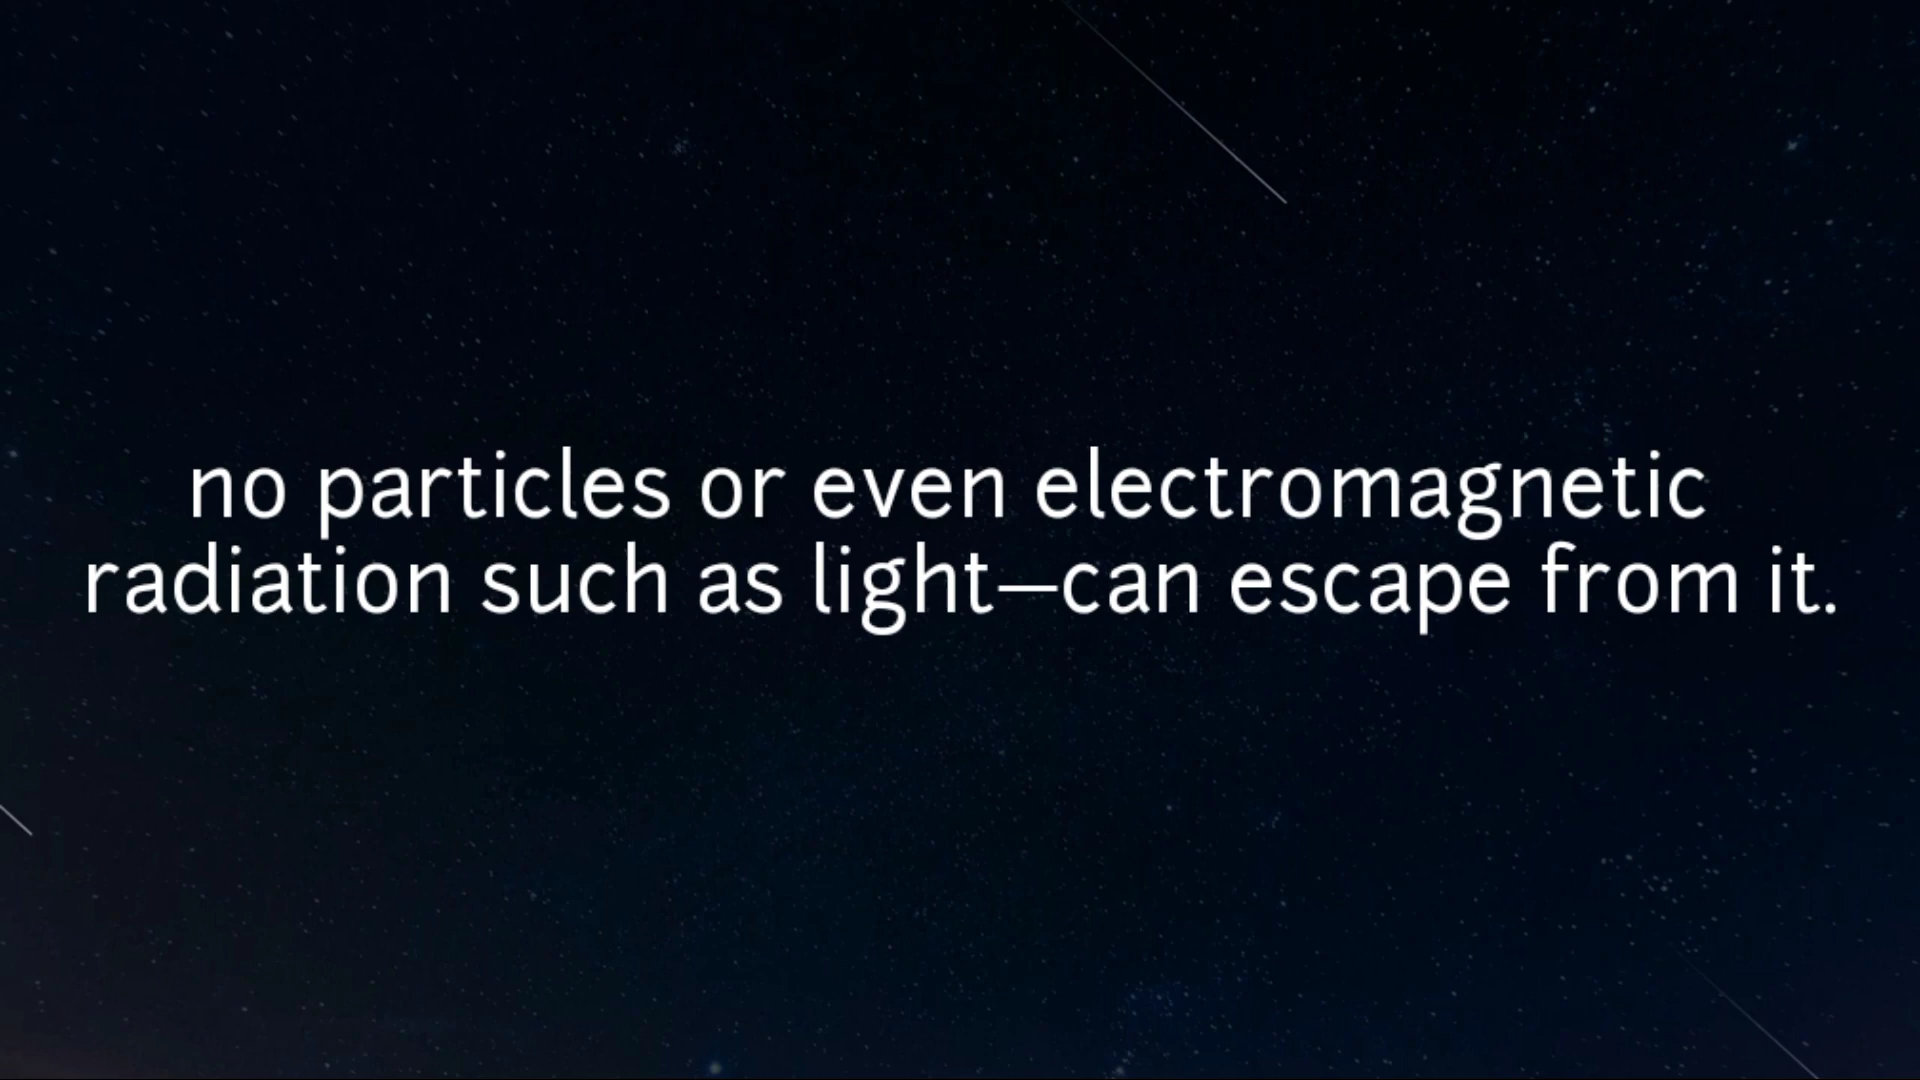 no particles or even electromagnetic
radiation such as light—can escape from it.